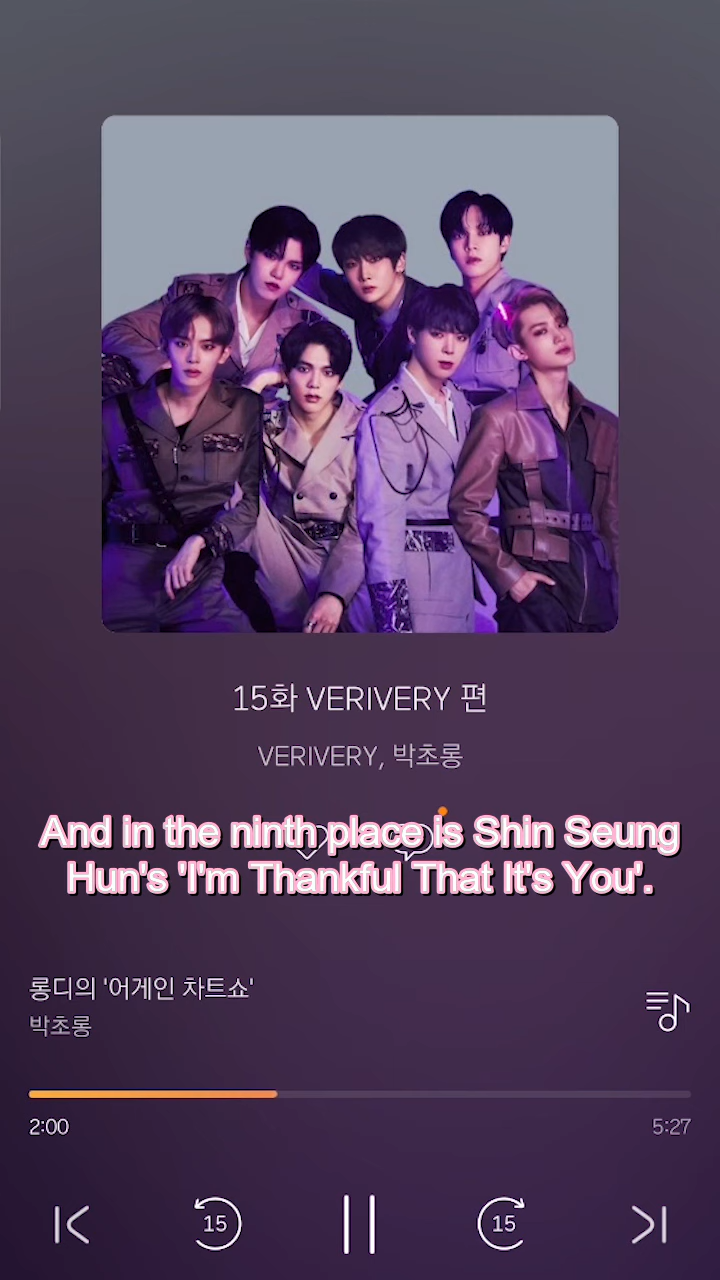 15화 VERIVERY 편
VERIVERY, 박초롱
And in the ninth place is Shin Seung
Hun's 'I'm Thankful That It's You'.
롱디의 '어게인 차트쇼'
박초롱
2:00
5:27
15
15